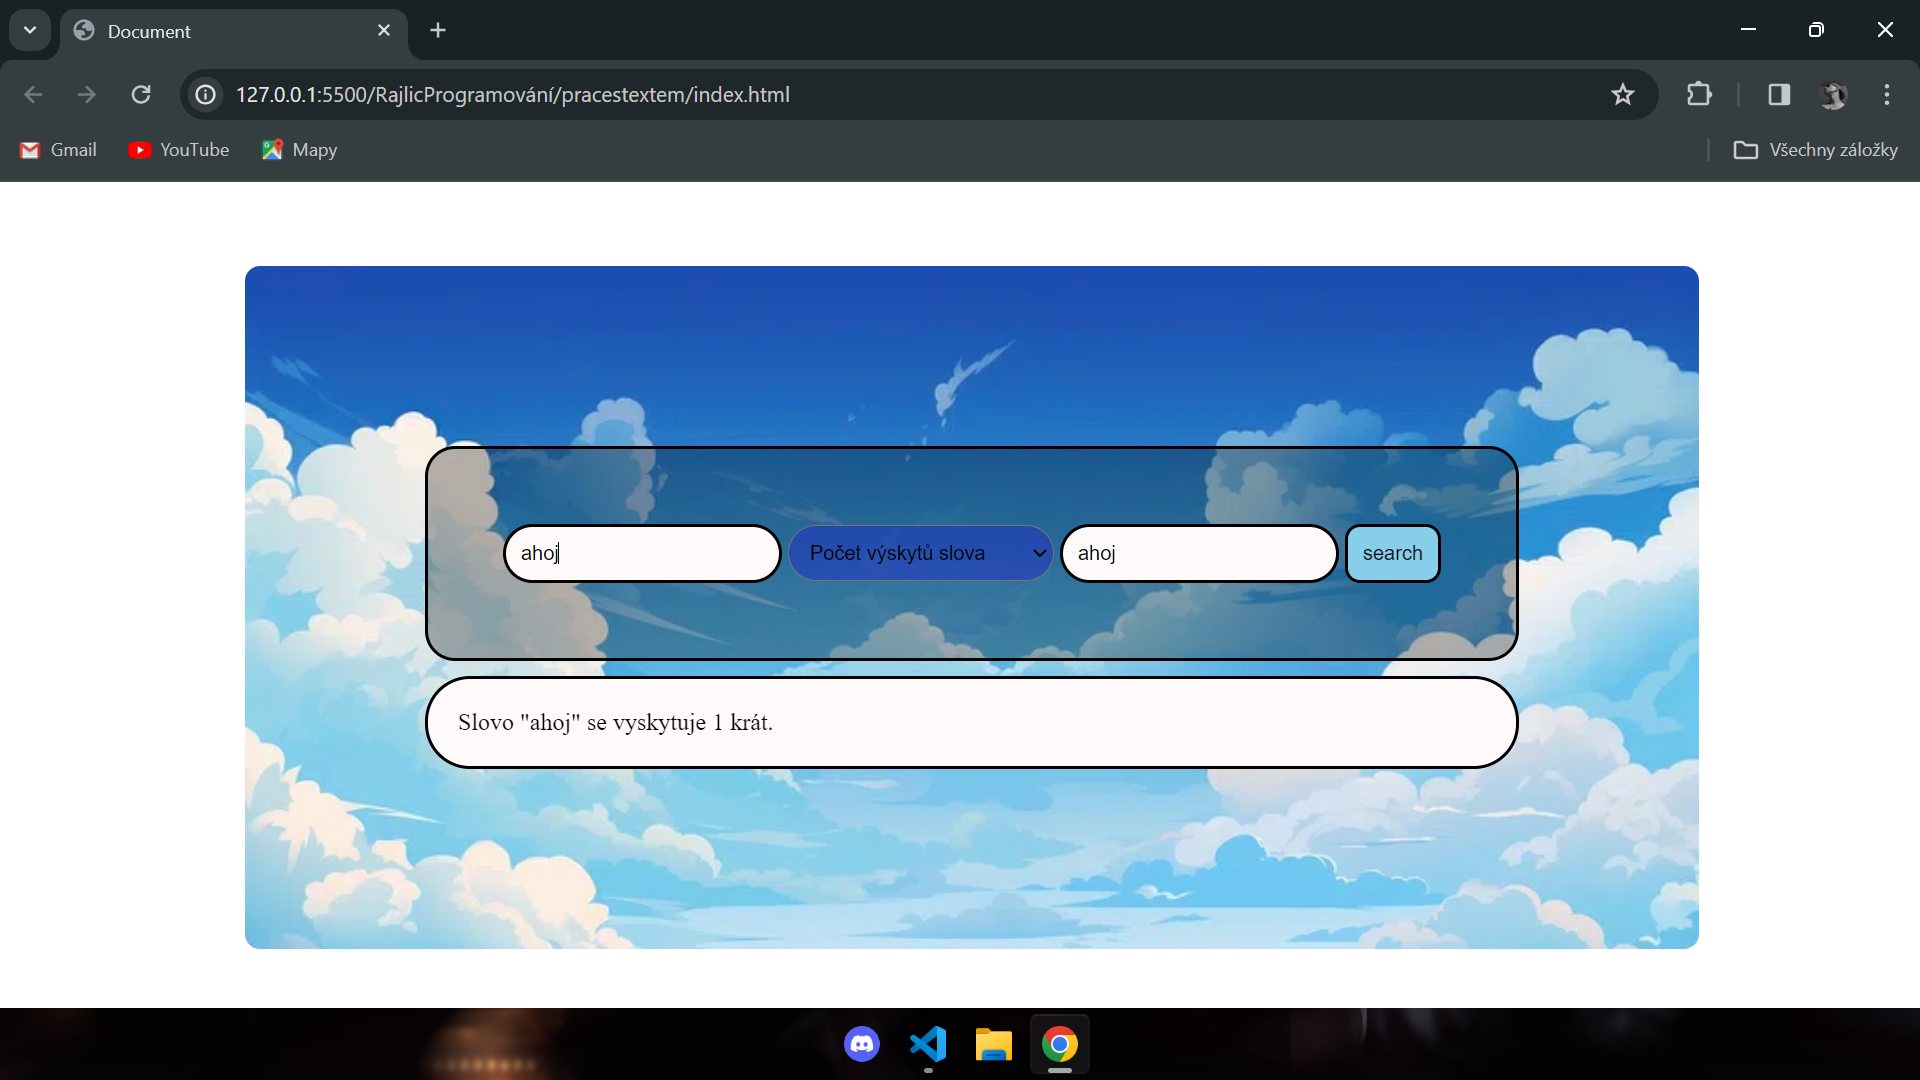 Document
127.0.0.1:5500/RajlicProgramování/pracestextem/index.html
Gmail
YouTube
Mapy
Všechny záložky
ahoj
Počet výskytů slova
ahoj
search
Slovo "ahoj" se vyskytuje 1 krát.